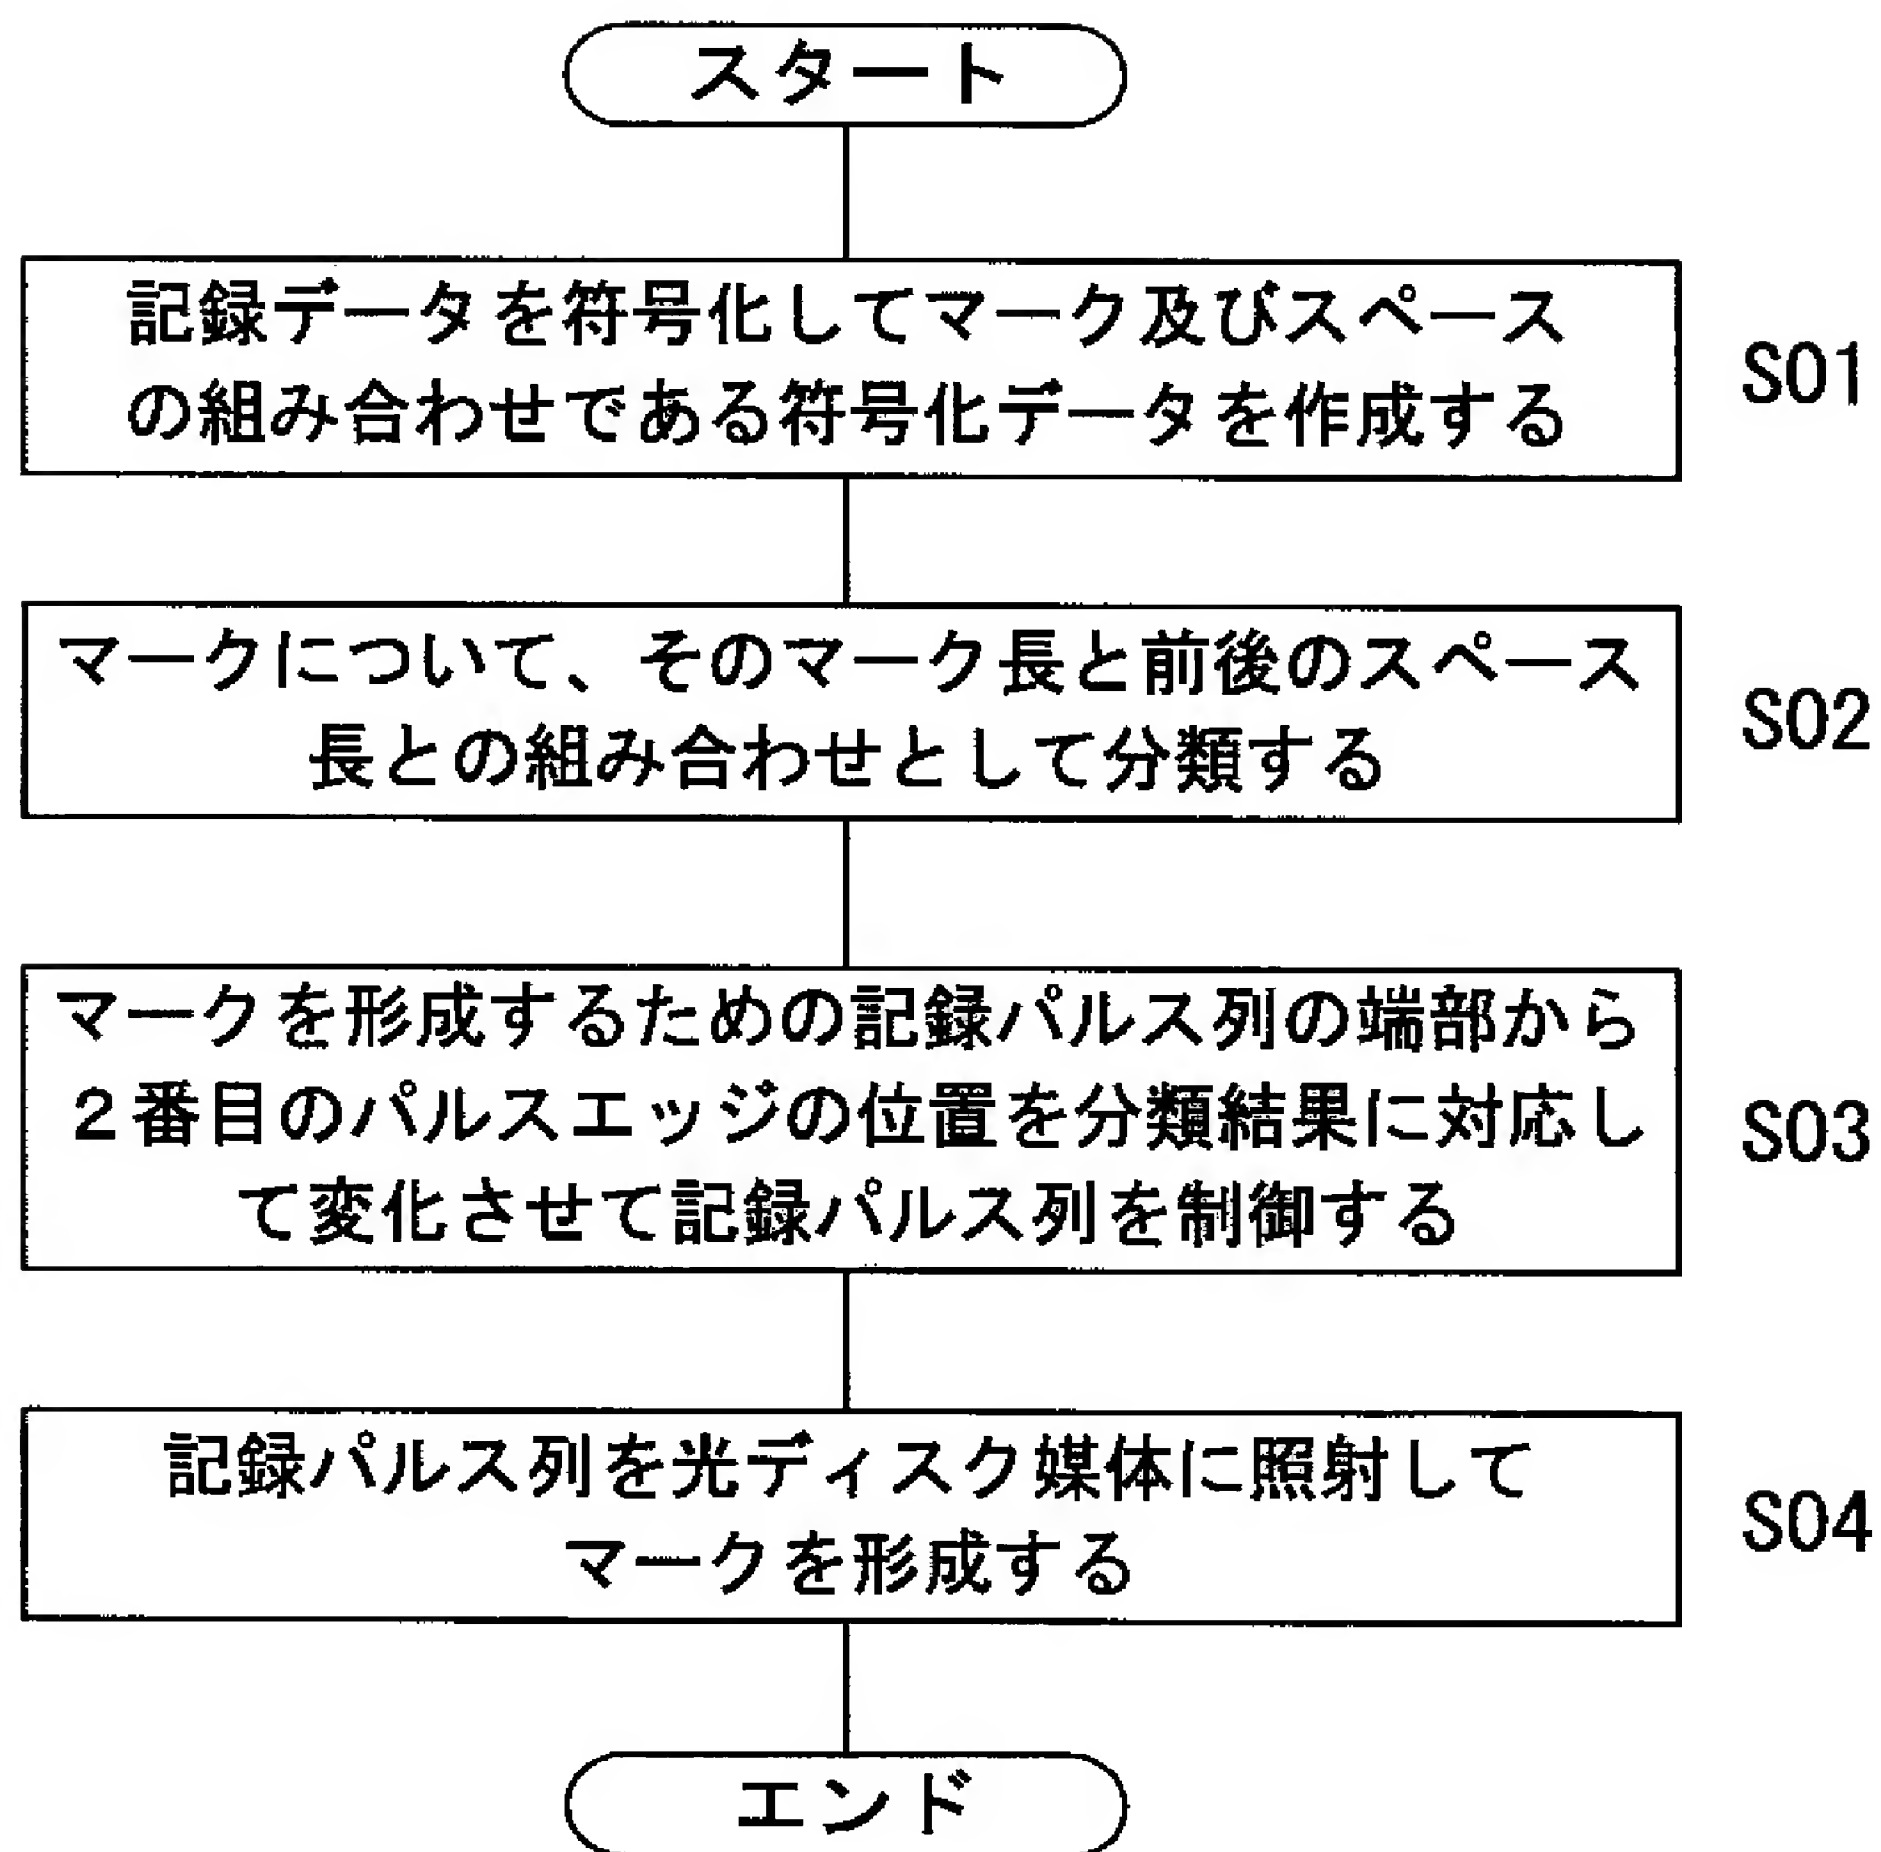 スタート
記録データを符号化してマーク及びスペース
の組み合わせである符号化データを作成する
S01
マークについて、そのマーク長と前後のスペース
長との組み合わせとして分類する
S02
マークを形成するための記録パルス列の端部から
２番目のパルスエッジの位置を分類結果に対応し
て変化させて記録パルス列を制御する
S03
記録パルス列を光ディスク媒体に照射して
マークを形成する
S04
エンド